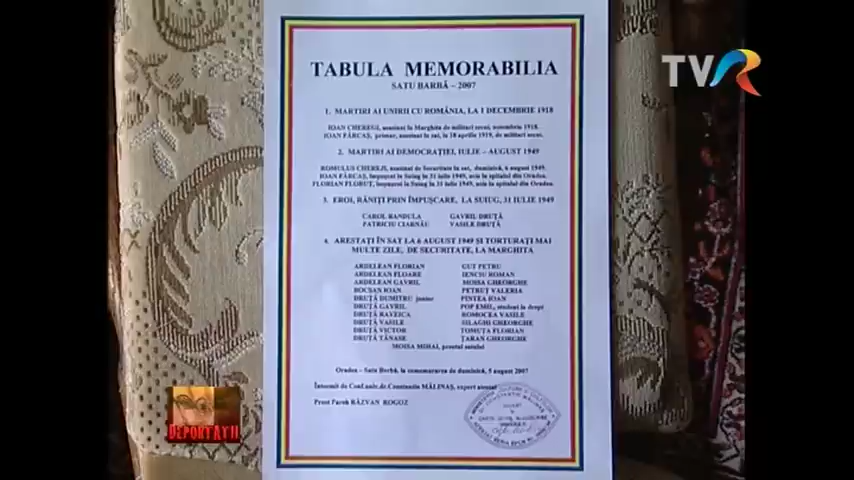 TVR
TABULA MEMORABILIA
SATU BARBĂ – 2007
1. MARTIRI AI UNIRII CU ROMÂNIA, LA 1 DECEMBRIE 1918
IOAN CHEREGI, asasinat la Marghita de militari secui, noiembrie 1918.
IOAN FĂRCAȘ, primar, asasinat în sat, în 18 aprilie 1919, de militari secui.
2. MARTIRI AI DEMOCRAȚIEI, IULIE – AUGUST 1949
ROMULUS CHEREJI, asasinat de Securitate în sat, duminică, 6 august 1949.
IOAN FĂRCAȘ, împușcat la Suiug în 31 iulie 1949, ucis în spitalul din Oradea.
FLORIAN FLORUȚ, împușcat la Suiug în 31 iulie 1949, ucis în spitalul din Oradea.
3. EROI, RĂNIȚI PRIN ÎMPUȘCARE, LA SUIUG, 31 IULIE 1949
CAROL BANDULA GAVRIL DRUȚĂ
PATRICIU CIARNĂU VASILE DRUȚĂ
4. ARESTAȚI ÎN SAT LA 6 AUGUST 1949 ȘI TORTURAȚI MAI
MULTE ZILE, DE SECURITATE, LA MARGHITA
ARDELEAN FLORIAN GUT PETRU
ARDELEAN FLOARE IENCIU ROMAN
ARDELEAN GAVRIL MOISA GHEORGHE
BOCȘAN IOAN PETRUȚ VALERIA
DRUȚĂ DUMITRU junior PINTEA IOAN
DRUȚĂ GAVRIL POP EMIL, student la drept
DRUȚĂ RAVEICA ROMOCEA VASILE
DRUȚĂ VASILE SILAGHI GHEORGHE
DRUȚĂ VICTOR TOMUȚA FLORIAN
DRUȚĂ TĂNASE ȚARAN GHEORGHE
MOISA MIHAI, preotul satului
Oradea – Satu Barbă, la comemorarea de duminică, 5 august 2007
Întocmit de Conf.univ.dr Constantin MĂLINAȘ, expert atestat
Preot Paroh RĂZVAN ROGOZ
DEPORTAȚII